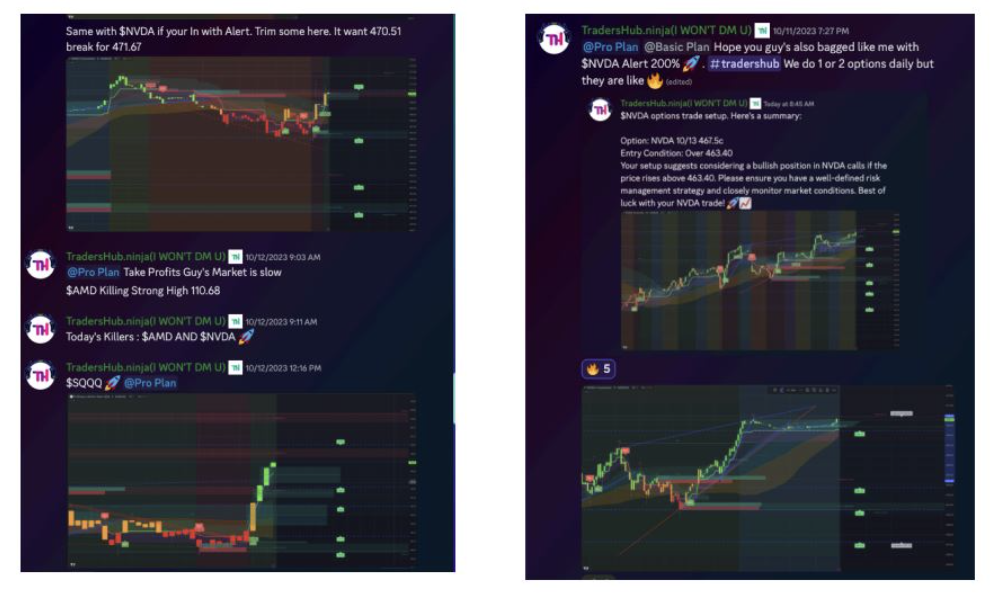 Same with $NVDA if your In with Alert. Trim some here. It want 470.51
break for 471.67
TradersHub.ninja(I WON'T DM U) TH 10/12/2023 9:03 AM
@Pro Plan Take Profits Guy's Market is slow
$AMD Killing Strong High 110.68
TradersHub.ninja(I WON'T DM U) TH 10/12/2023 9:11 AM
Today's Killers : $AMD AND $NVDA 🚀
TradersHub.ninja(I WON'T DM U) TH 10/12/2023 12:16 PM
$SQQQ 🚀 @Pro Plan
TradersHub.ninja(I WON'T DM U) TH 10/11/2023 7:27 PM
@Pro Plan @Basic Plan Hope you guy's also bagged like me with
$NVDA Alert 200% 🚀 . #tradershub We do 1 or 2 options daily but
they are like 🔥 (edited)
TradersHub.ninja(I WON'T DM U) TH Today at 8:45 AM
$NVDA options trade setup. Here's a summary:
Option: NVDA 10/13 467.5c
Entry Condition: Over 463.40
Your setup suggests considering a bullish position in NVDA calls if the
price rises above 463.40. Please ensure you have a well-defined risk
management strategy and closely monitor market conditions. Best of
luck with your NVDA trade! 🚀📈
🔥 5